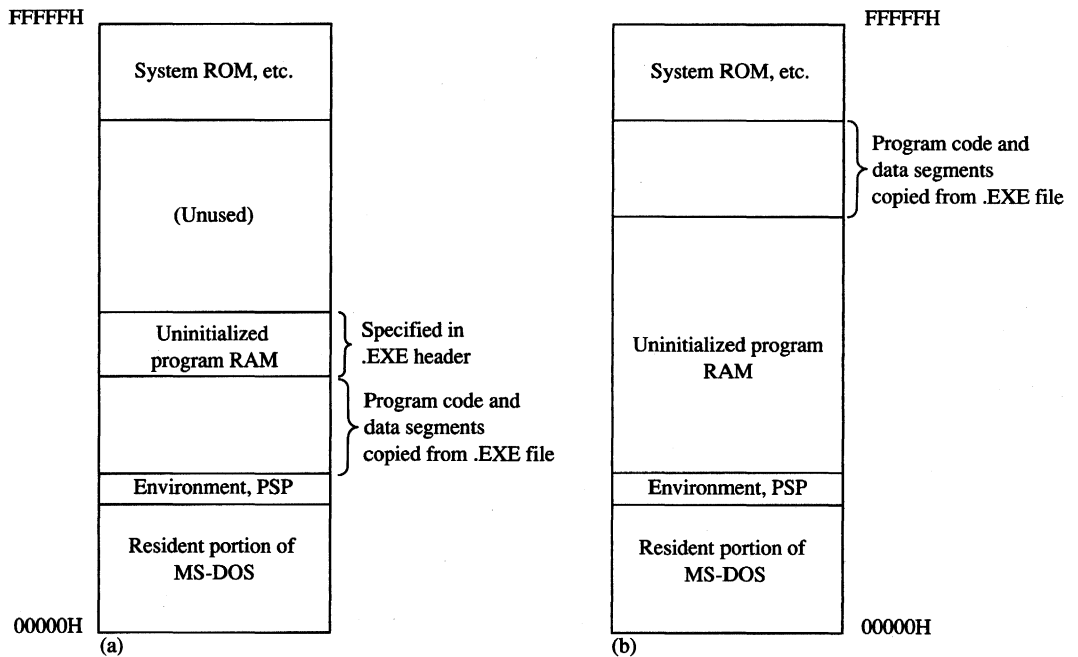 FFFFFH
System ROM, etc.
(Unused)
Uninitialized
program RAM
Specified in
.EXE header
Program code and
data segments
copied from .EXE file
Environment, PSP
Resident portion of
MS-DOS
00000H
(a)
FFFFFH
System ROM, etc.
Program code and
data segments
copied from .EXE file
Uninitialized program
RAM
Environment, PSP
Resident portion of
MS-DOS
00000H
(b)